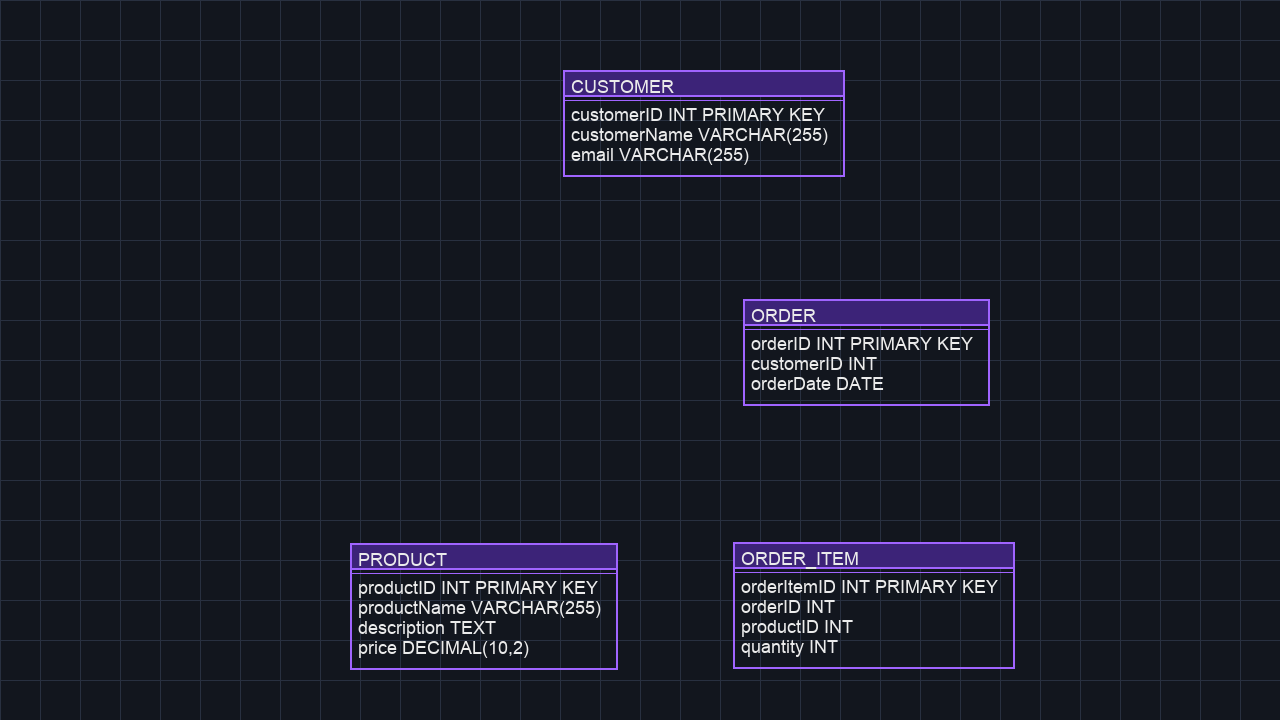 CUSTOMER
customerID INT PRIMARY KEY
customerName VARCHAR(255)
email VARCHAR(255)
ORDER
orderID INT PRIMARY KEY
customerID INT
orderDate DATE
PRODUCT
productID INT PRIMARY KEY
productName VARCHAR(255)
description TEXT
price DECIMAL(10,2)
ORDER_ITEM
orderItemID INT PRIMARY KEY
orderID INT
productID INT
quantity INT